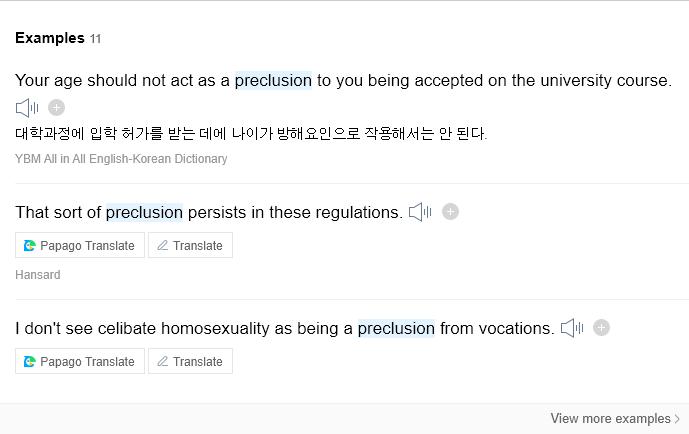 Examples 11
Your age should not act as a preclusion to you being accepted on the university course.
대학과정에 입학 허가를 받는 데에 나이가 방해요인으로 작용해서는 안 된다.
YBM All in All English-Korean Dictionary
That sort of preclusion persists in these regulations.
Papago Translate Translate
Hansard
I don't see celibate homosexuality as being a preclusion from vocations.
Papago Translate Translate
View more examples